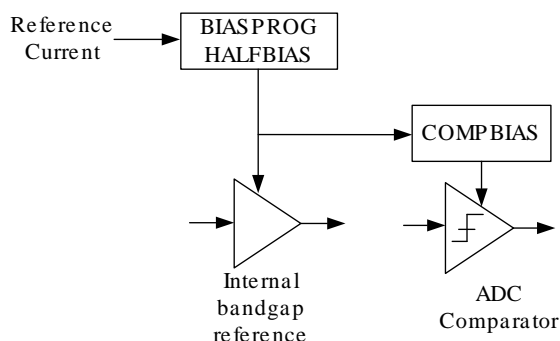 Reference
Current
BIASPROG
HALFBIAS
COMPBIAS
Internal
bandgap
reference
ADC
Comparator